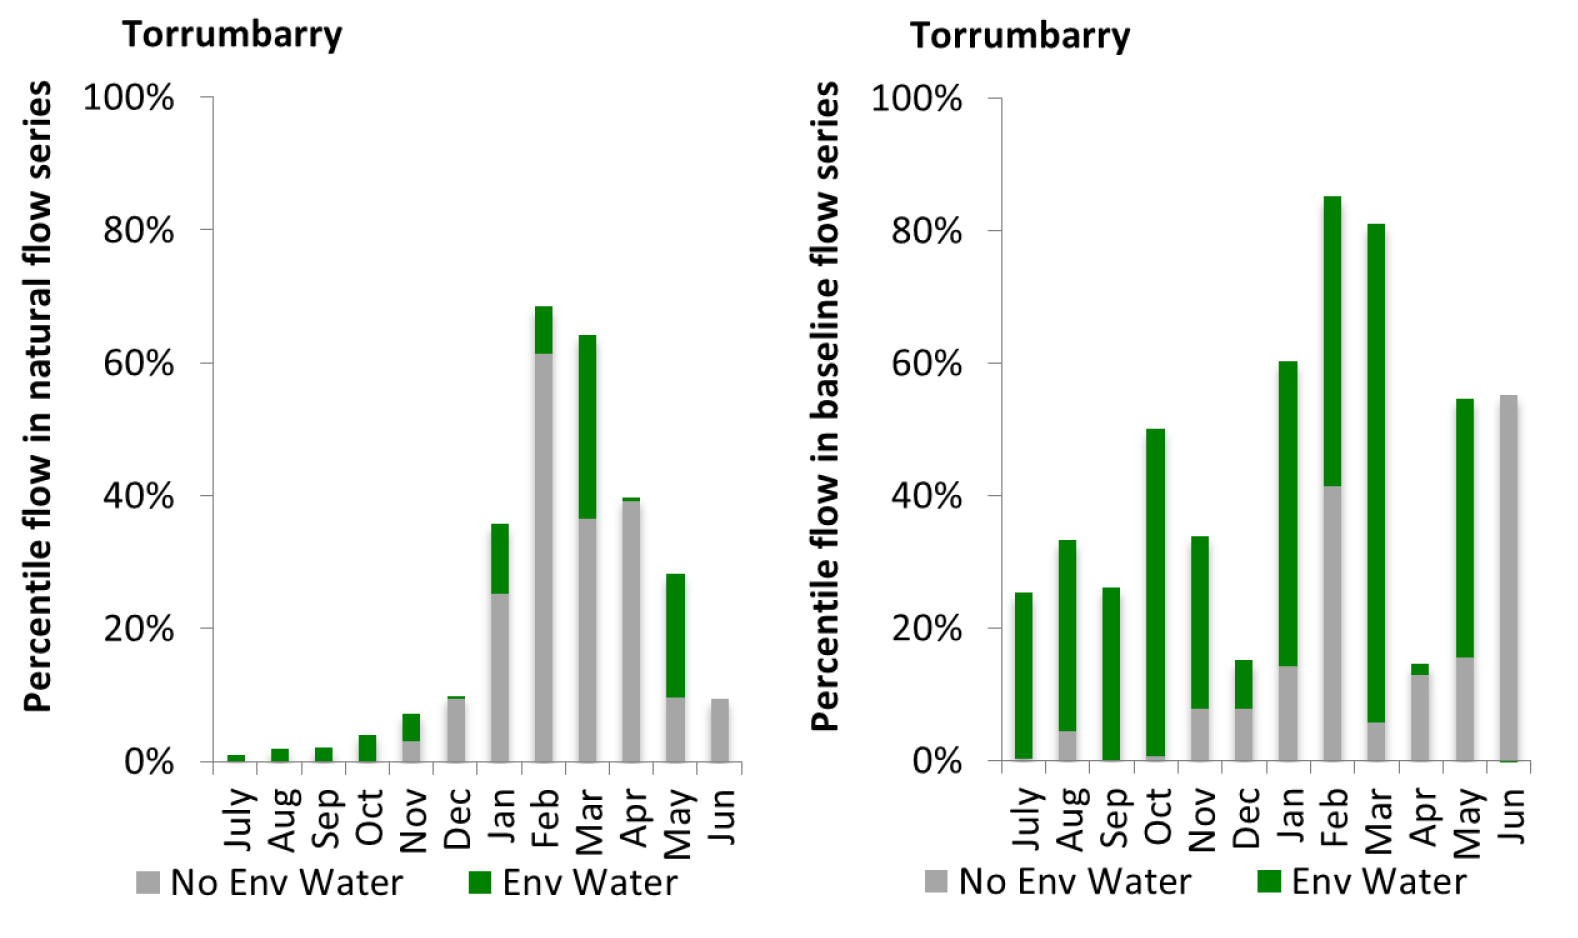 Torrumbarry
Percentile flow in natural flow series
100%
80%
60%
40%
20%
0%
July
Aug
Sep
Oct
Nov
Dec
Jan
Feb
Mar
Apr
May
Jun
No Env Water
Env Water
Torrumbarry
Percentile flow in baseline flow series
100%
80%
60%
40%
20%
0%
July
Aug
Sep
Oct
Nov
Dec
Jan
Feb
Mar
Apr
May
Jun
No Env Water
Env Water